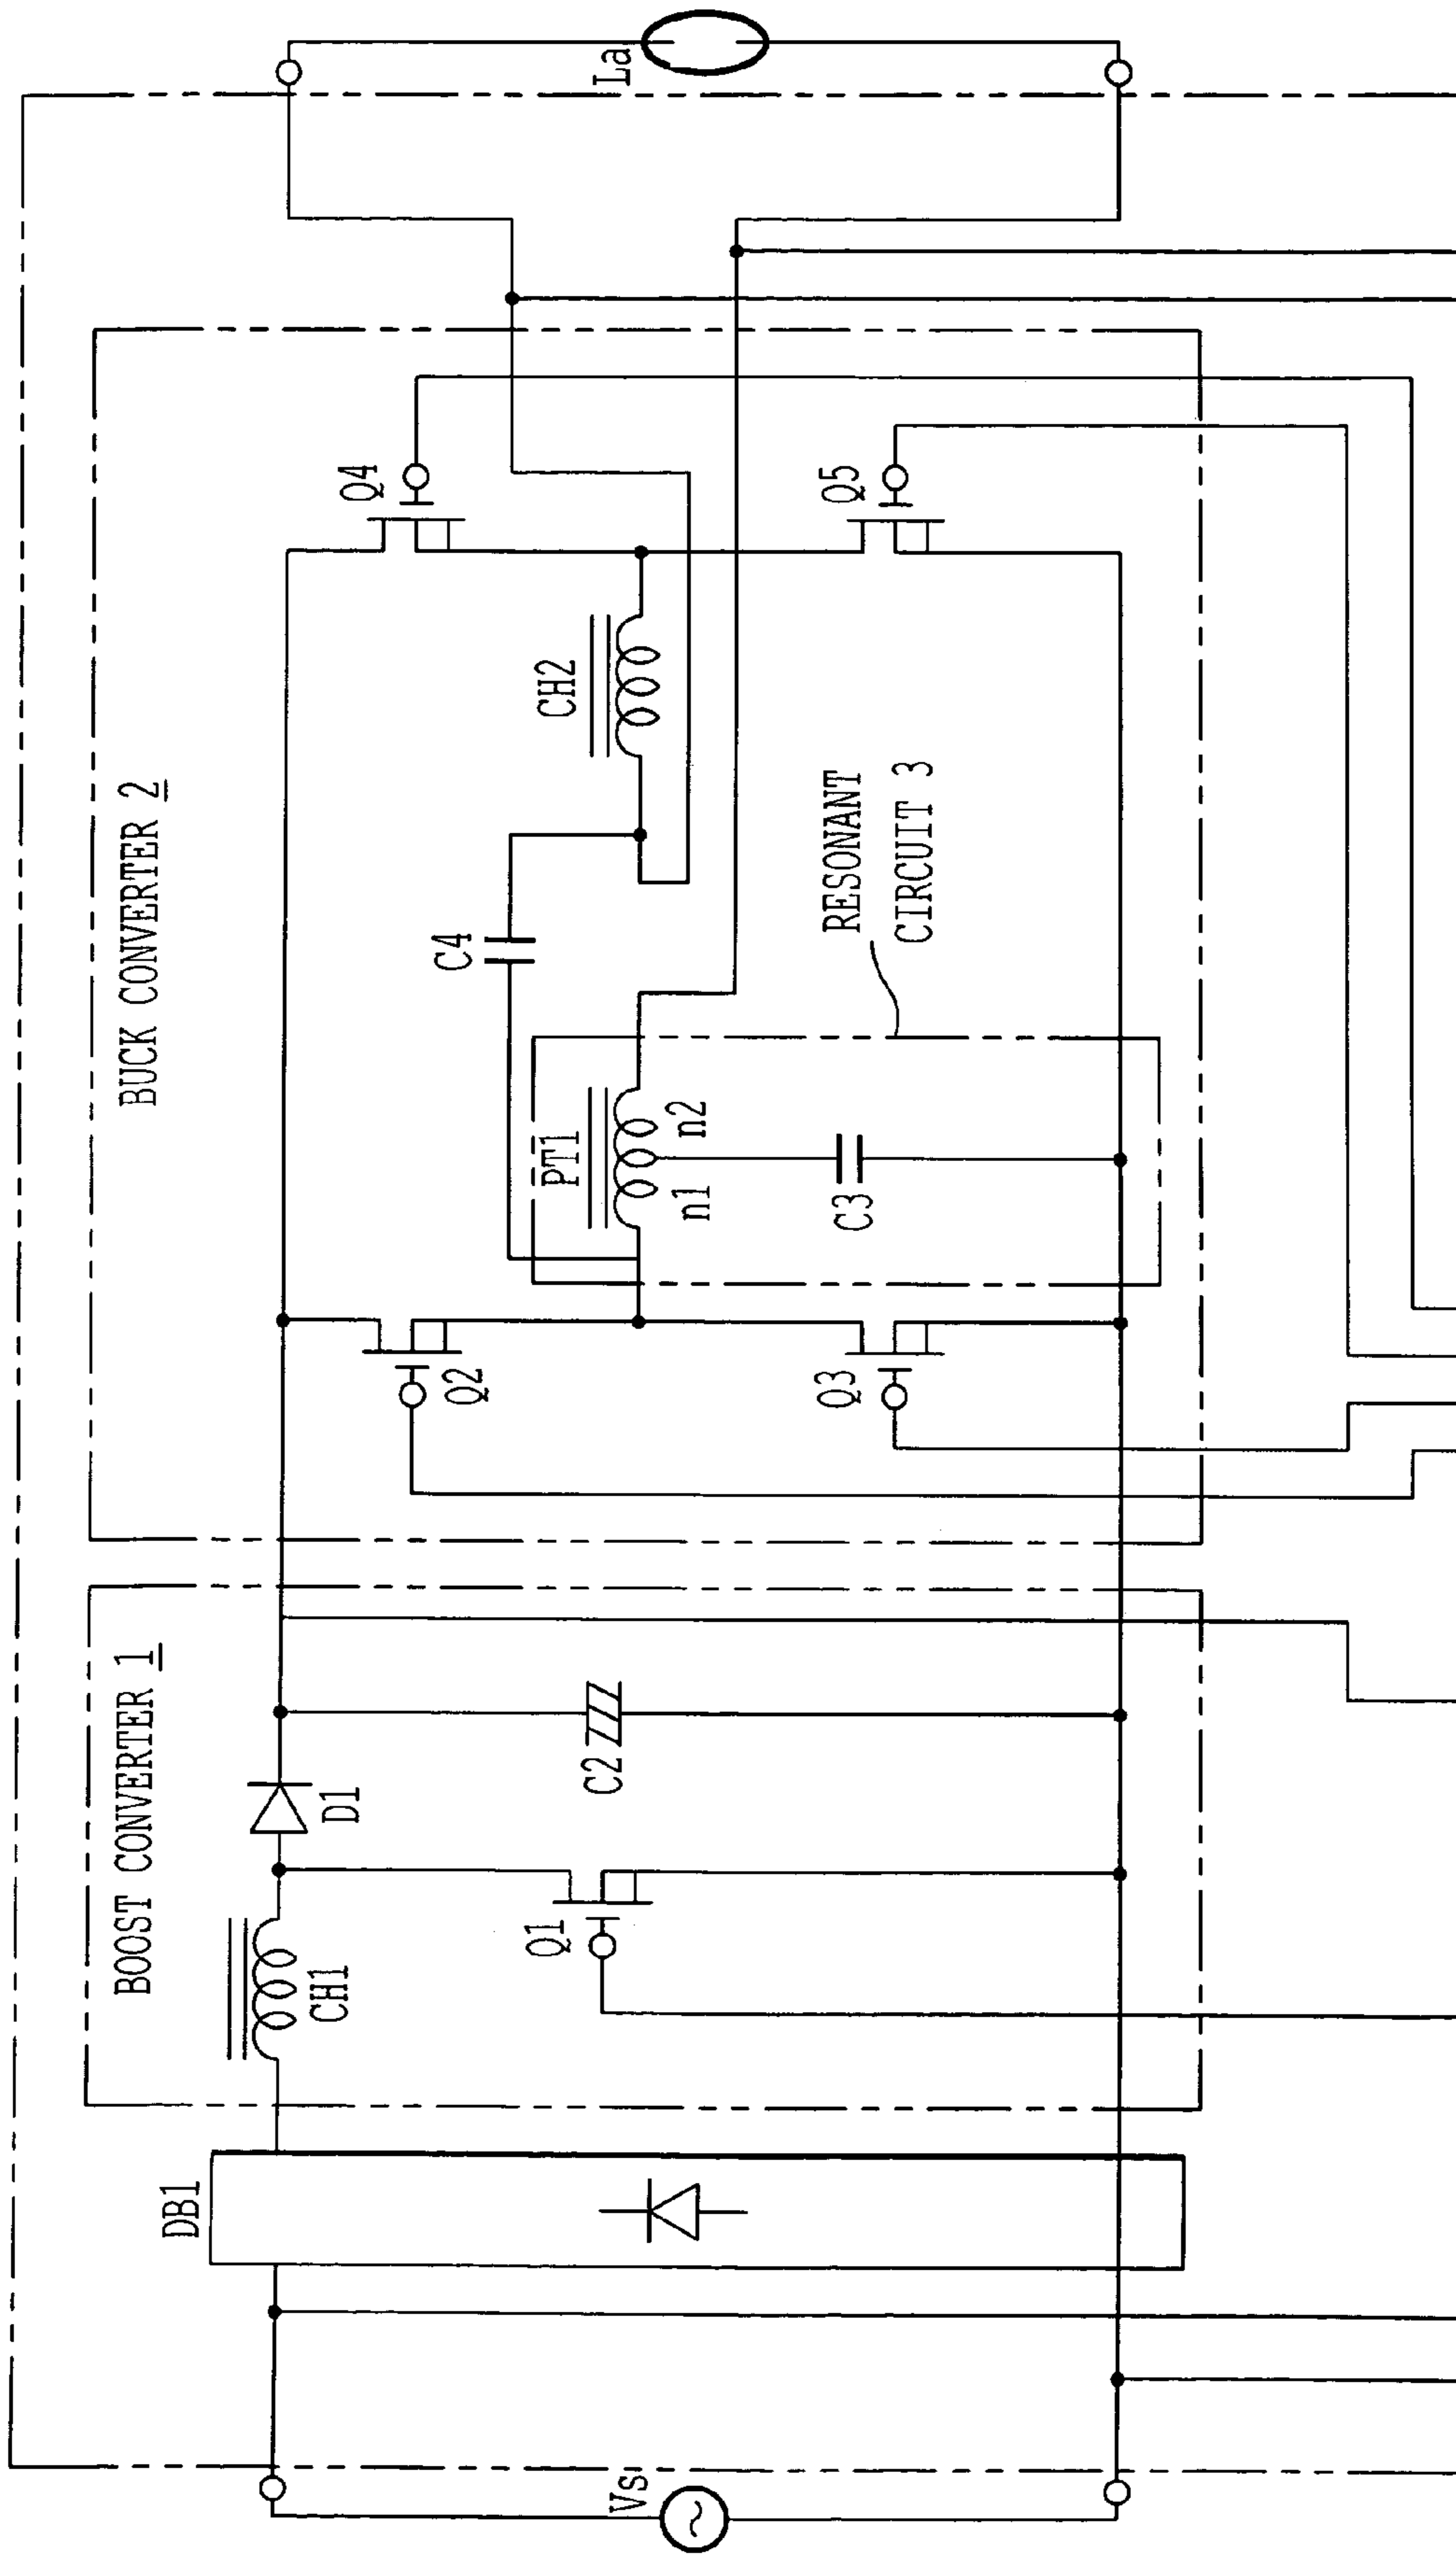 Vs
DB1
BOOST CONVERTER 1
CH1
D1
Q1
C2
BUCK CONVERTER 2
Q2
Q3
PT1
n1
n2
C3
C4
RESONANT
CIRCUIT 3
CH2
Q4
Q5
La